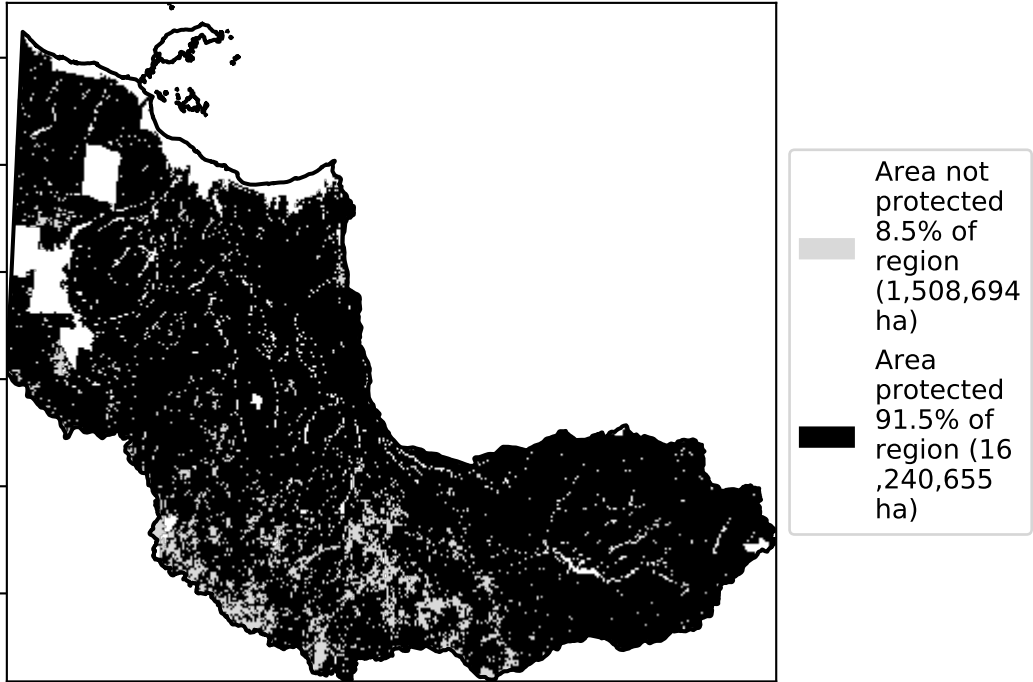 Area not
protected
8.5% of
region
(1,508,694
ha)
Area
protected
91.5% of
region (16
,240,655
ha)